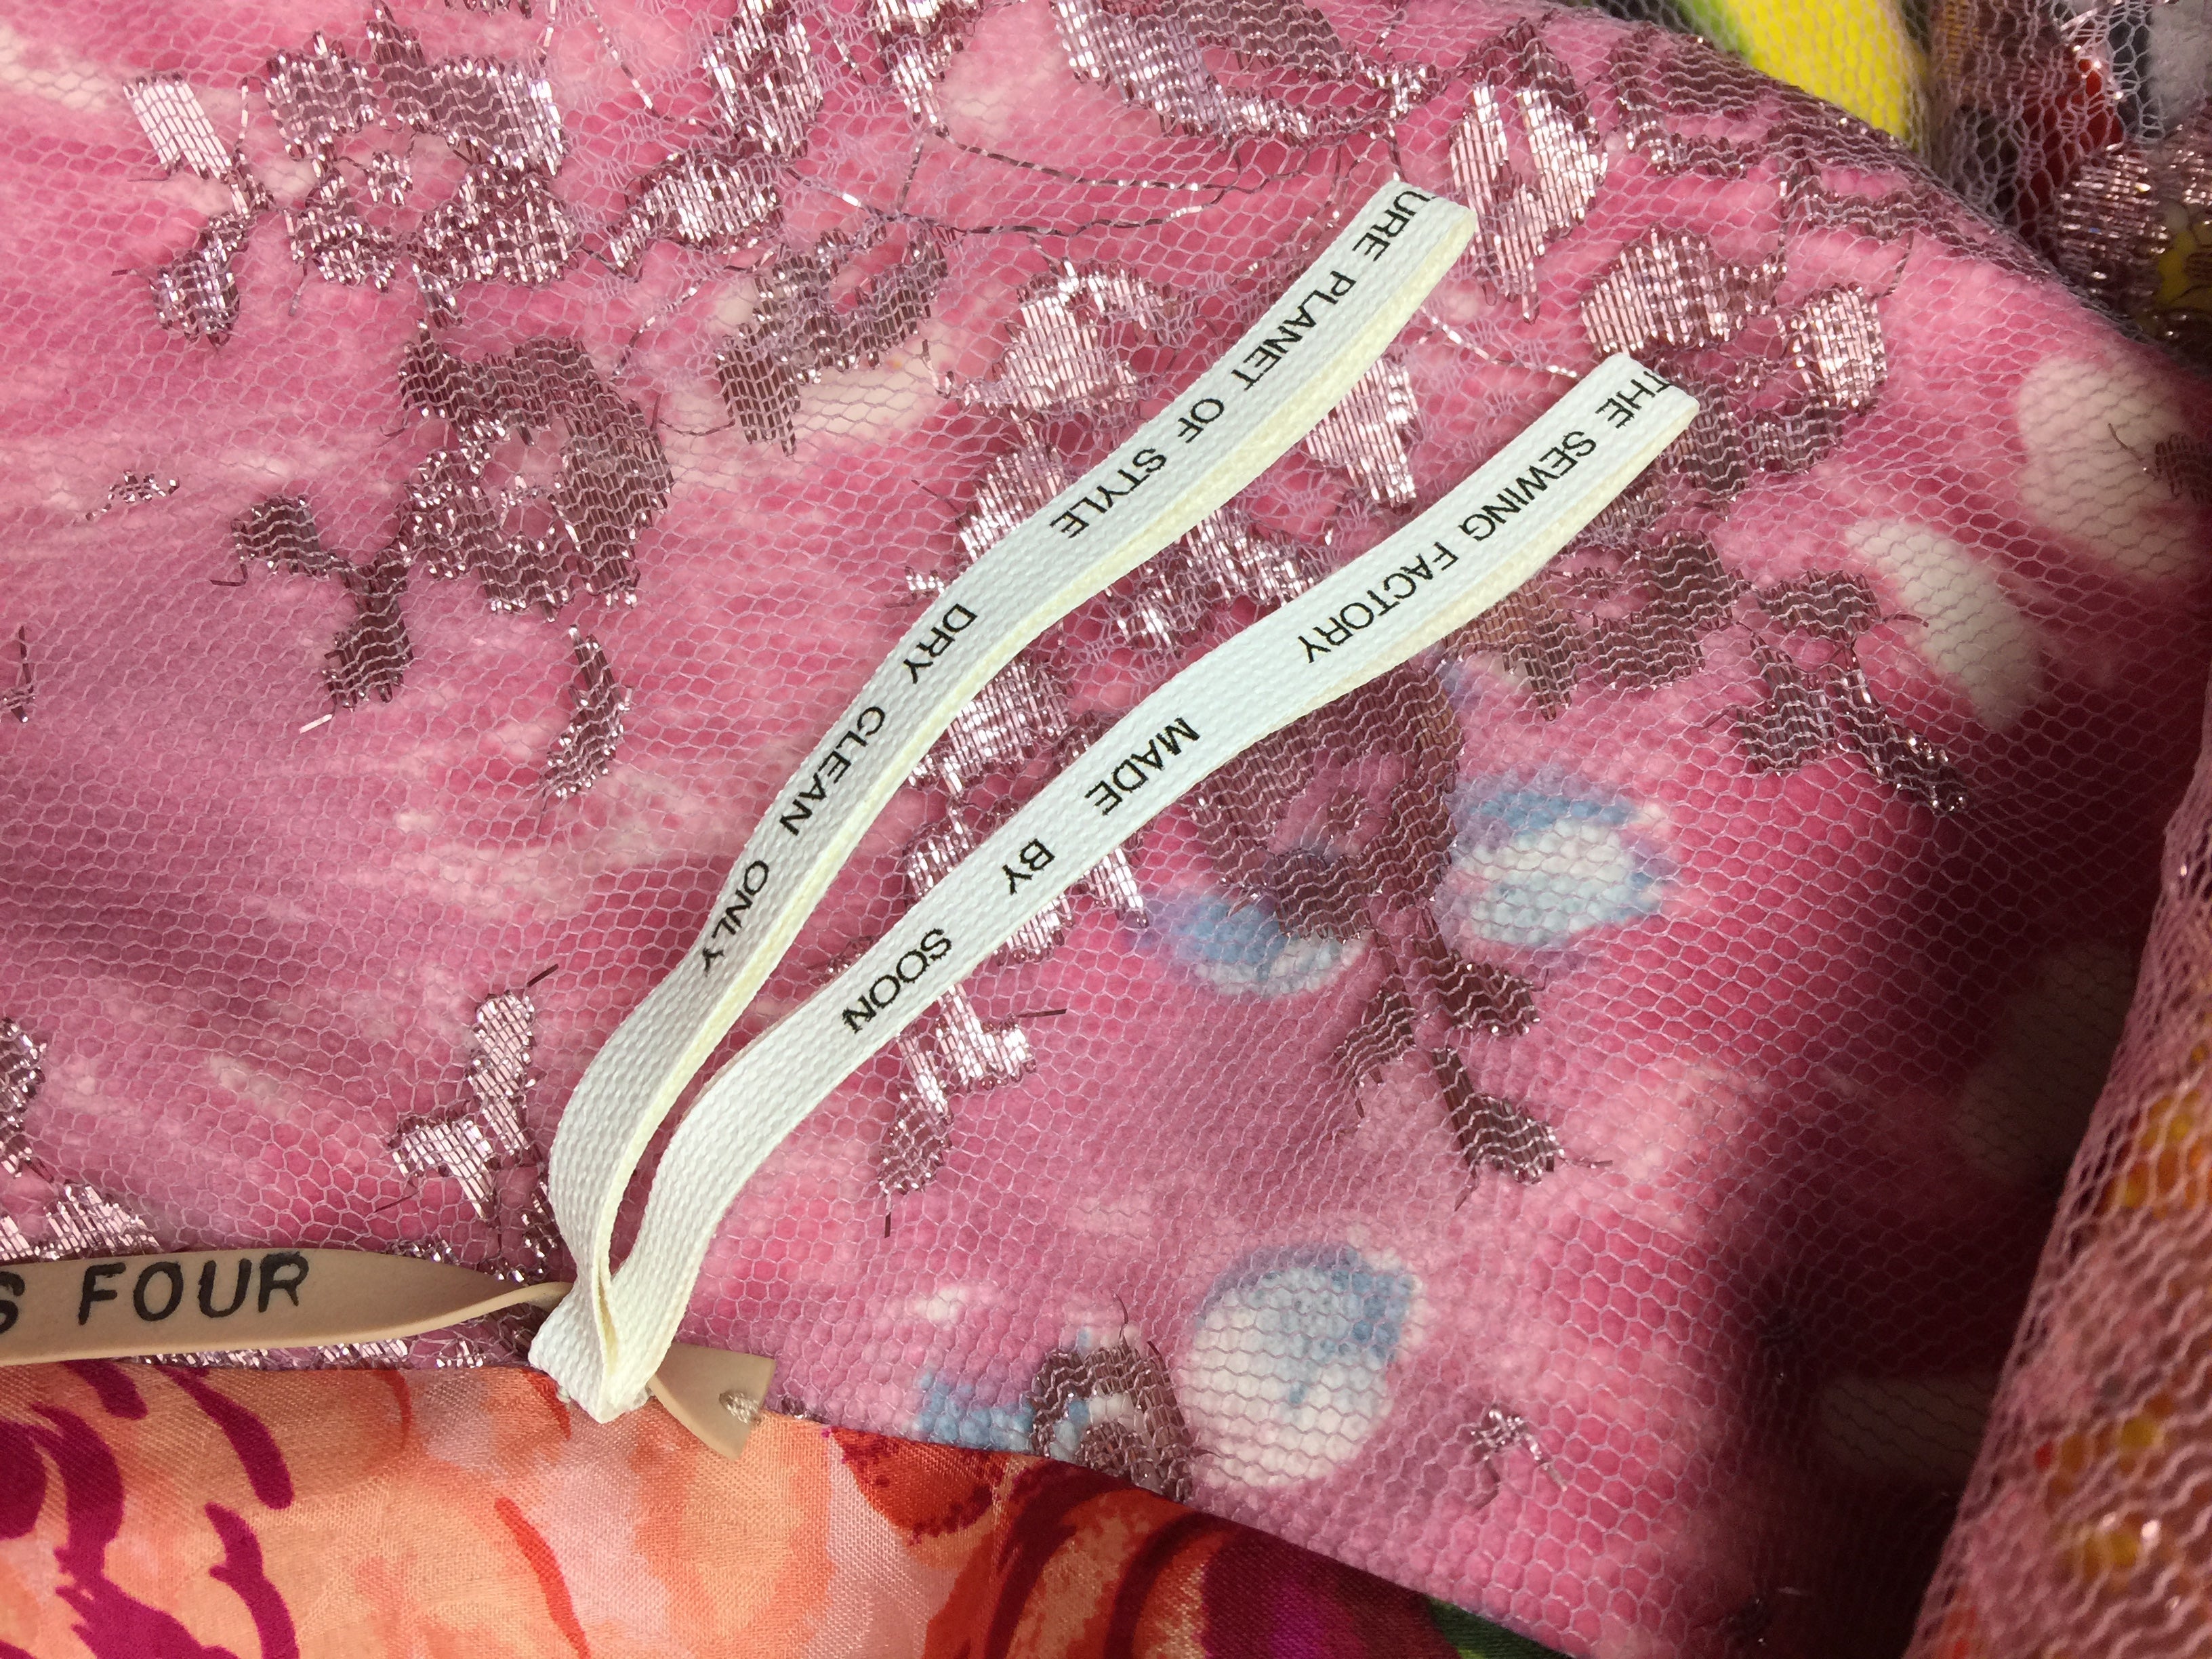 URE PLANET OF STYLE DRY CLEAN ONLY
THE SEWING FACTORY MADE BY SOON
S FOUR